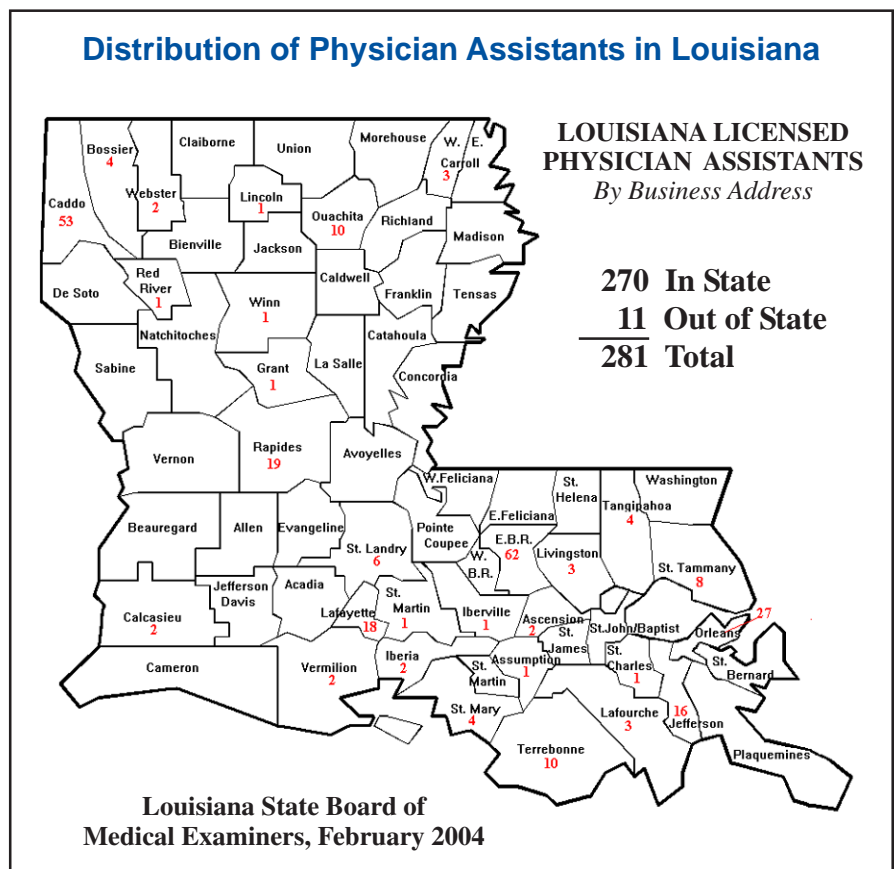 Distribution of Physician Assistants in Louisiana
LOUISIANA LICENSED
PHYSICIAN ASSISTANTS
By Business Address
270 In State
11 Out of State
281 Total
Caddo
53
Bossier
4
Webster
2
Claiborne
Lincoln
1
Union
Morehouse
W. E.
Carroll
3
Ouachita
10
Richland
Madison
Bienville
Jackson
De Soto
Red
River
1
Winn
1
Caldwell
Franklin
Tensas
Natchitoches
Sabine
Grant
1
La Salle
Catahoula
Concordia
Vernon
Rapides
19
Avoyelles
W.Feliciana
E.Feliciana
St.
Helena
Tangipahoa
4
Washington
Beauregard
Allen
Evangeline
St. Landry
6
Pointe
Coupee
W.
B.R.
E.B.R.
62
Livingston
3
St. Tammany
8
Calcasieu
2
Jefferson
Davis
Acadia
Lafayette
18
St.
Martin
1
Iberville
1
Ascension
2
St.
James
St.John/Baptist
Orleans
27
Cameron
Vermilion
2
Iberia
2
St.
Martin
Assumption
1
St.
Charles
1
St.
Bernard
St. Mary
4
Terrebonne
10
Lafourche
3
16
Jefferson
Plaquemines
Louisiana State Board of
Medical Examiners, February 2004